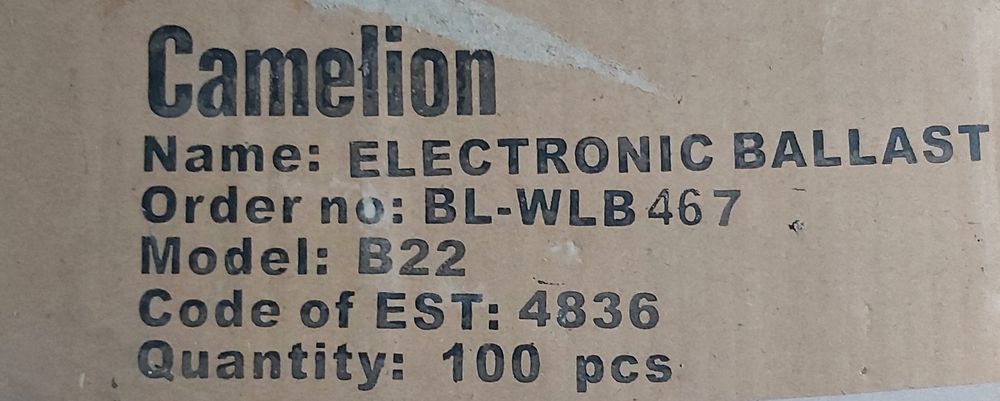 Camelion
Name: ELECTRONIC BALLAST
Order no: BL-WLB467
Model: B22
Code of EST: 4836
Quantity: 100 pcs